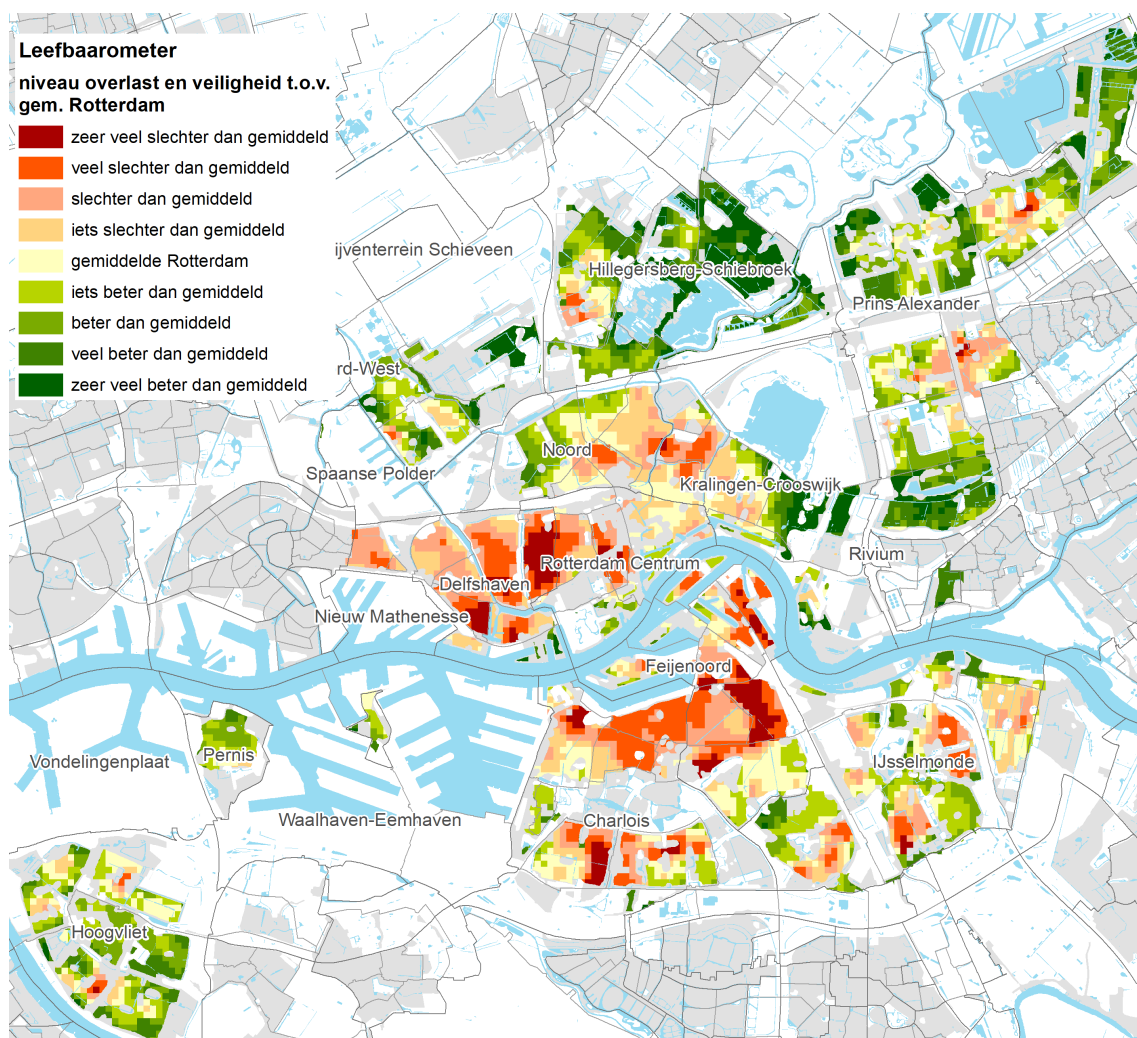 Leefbaarometer
niveau overlast en veiligheid t.o.v.
gem. Rotterdam
zeer veel slechter dan gemiddeld
veel slechter dan gemiddeld
slechter dan gemiddeld
iets slechter dan gemiddeld
gemiddelde Rotterdam
iets beter dan gemiddeld
beter dan gemiddeld
veel beter dan gemiddeld
zeer veel beter dan gemiddeld
ijventerrein Schieveen
Hillegersberg-Schiebroek
Prins Alexander
rd-West
Noord
Spaanse Polder
Kralingen-Crooswijk
Rivium
Rotterdam Centrum
Delfshaven
Nieuw Mathenesse
Feijenoord
Pernis
Vondelingenplaat
IJsselmonde
Waalhaven-Eemhaven
Charlois
Hoogvliet